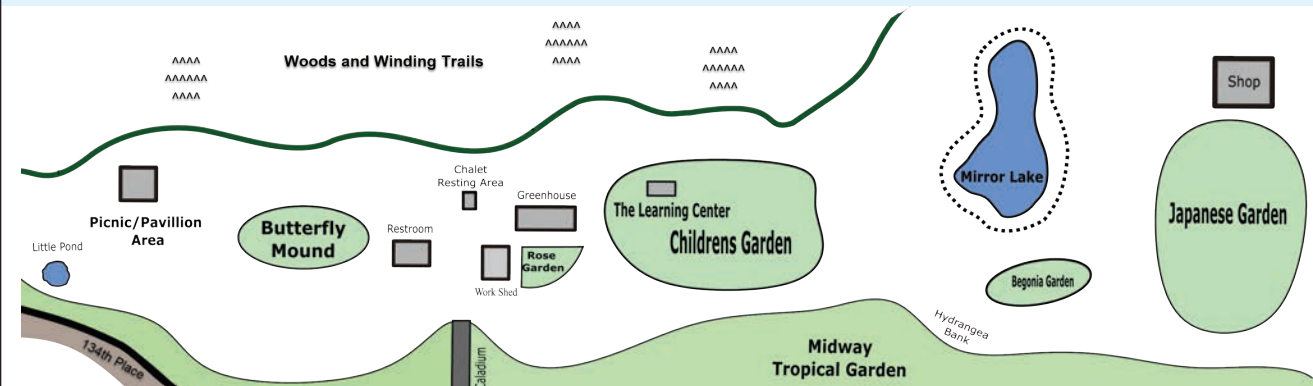 Woods and Winding Trails
Shop
Chalet
Resting Area
Mirror Lake
Greenhouse
The Learning Center
Childrens Garden
Japanese Garden
Picnic/Pavillion
Area
Butterfly
Mound
Restroom
Little Pond
Rose
Garden
Work Shed
Begonia Garden
Hydrangea
Bank
134th Place
Caladium
Midway
Tropical Garden